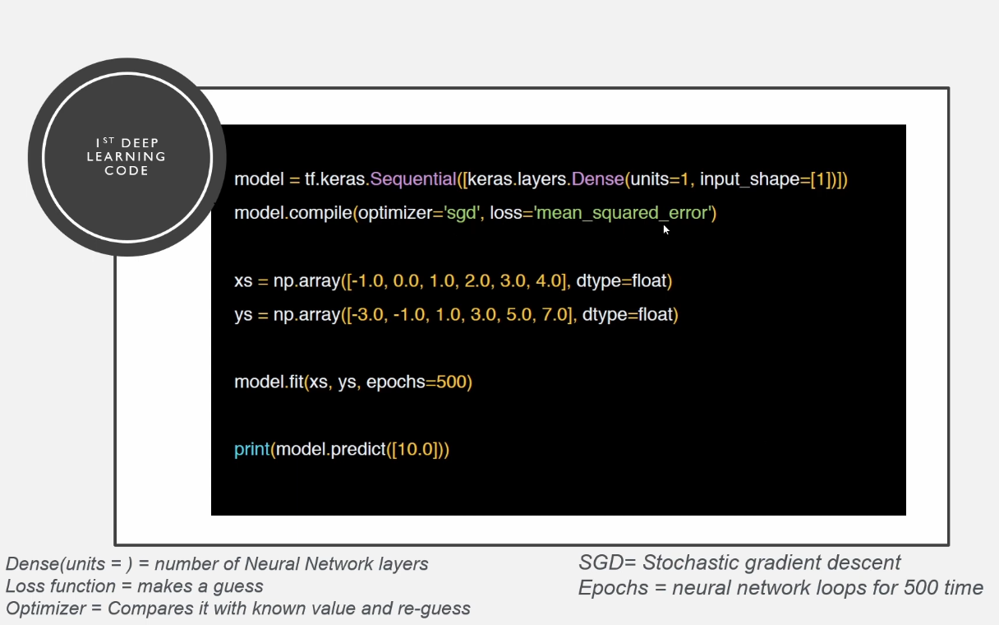 1ST DEEP
LEARNING
CODE
model = tf.keras.Sequential([keras.layers.Dense(units=1, input_shape=[1])])
model.compile(optimizer='sgd', loss='mean_squared_error')
xs = np.array([-1.0, 0.0, 1.0, 2.0, 3.0, 4.0], dtype=float)
ys = np.array([-3.0, -1.0, 1.0, 3.0, 5.0, 7.0], dtype=float)
model.fit(xs, ys, epochs=500)
print(model.predict([10.0]))
Dense(units = ) = number of Neural Network layers
Loss function = makes a guess
Optimizer = Compares it with known value and re-guess
SGD= Stochastic gradient descent
Epochs = neural network loops for 500 time